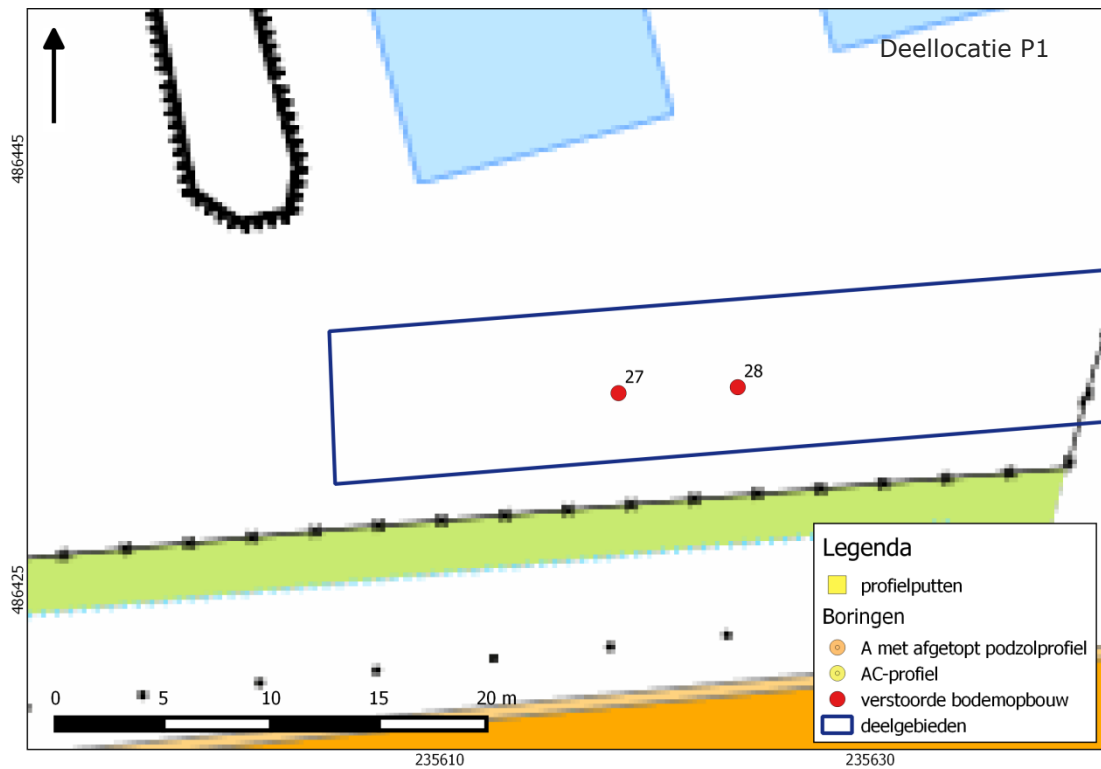 Deellocatie P1
486445
27
28
486425
Legenda
profielputten
Boringen
A met afgetopt podzolprofiel
AC-profiel
verstoorde bodemopbouw
deelgebieden
0 5 10 15 20 m
235610 235630